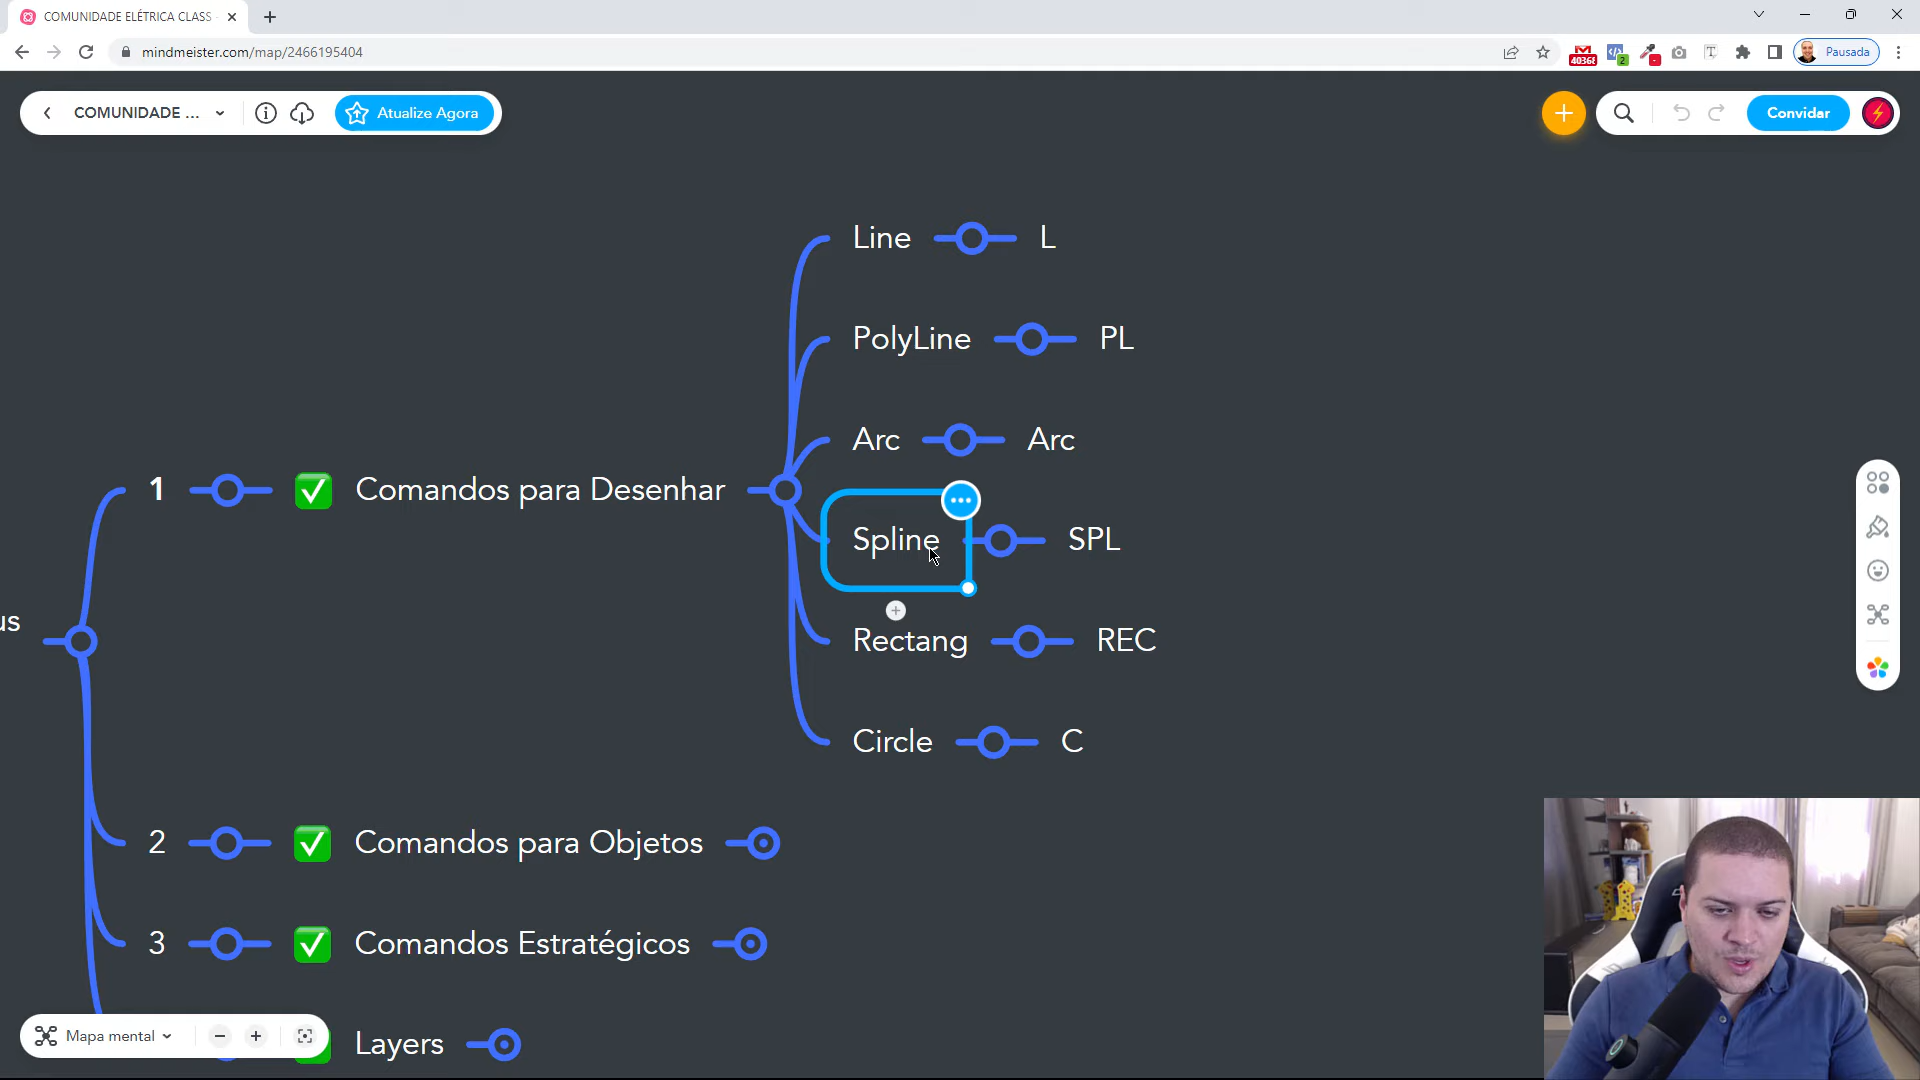 COMUNIDADE ELÉTRICA CLASS
mindmeister.com/map/2466195404
2
Pausada
COMUNIDADE ...
Atualize Agora
Convidar
Line L
PolyLine PL
Arc Arc
1 Comandos para Desenhar
Spline SPL
us
Rectang REC
Circle C
2 Comandos para Objetos
3 Comandos Estratégicos
Mapa mental
Layers